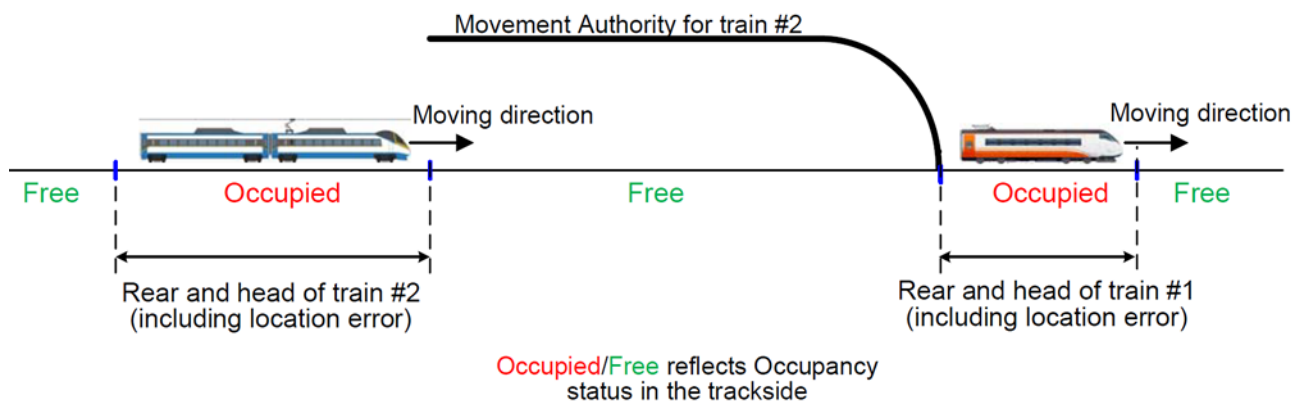 Movement Authority for train #2
Moving direction
Moving direction
Free
Occupied
Free
Occupied
Free
Rear and head of train #2
(including location error)
Rear and head of train #1
(including location error)
Occupied/Free reflects Occupancy
status in the trackside